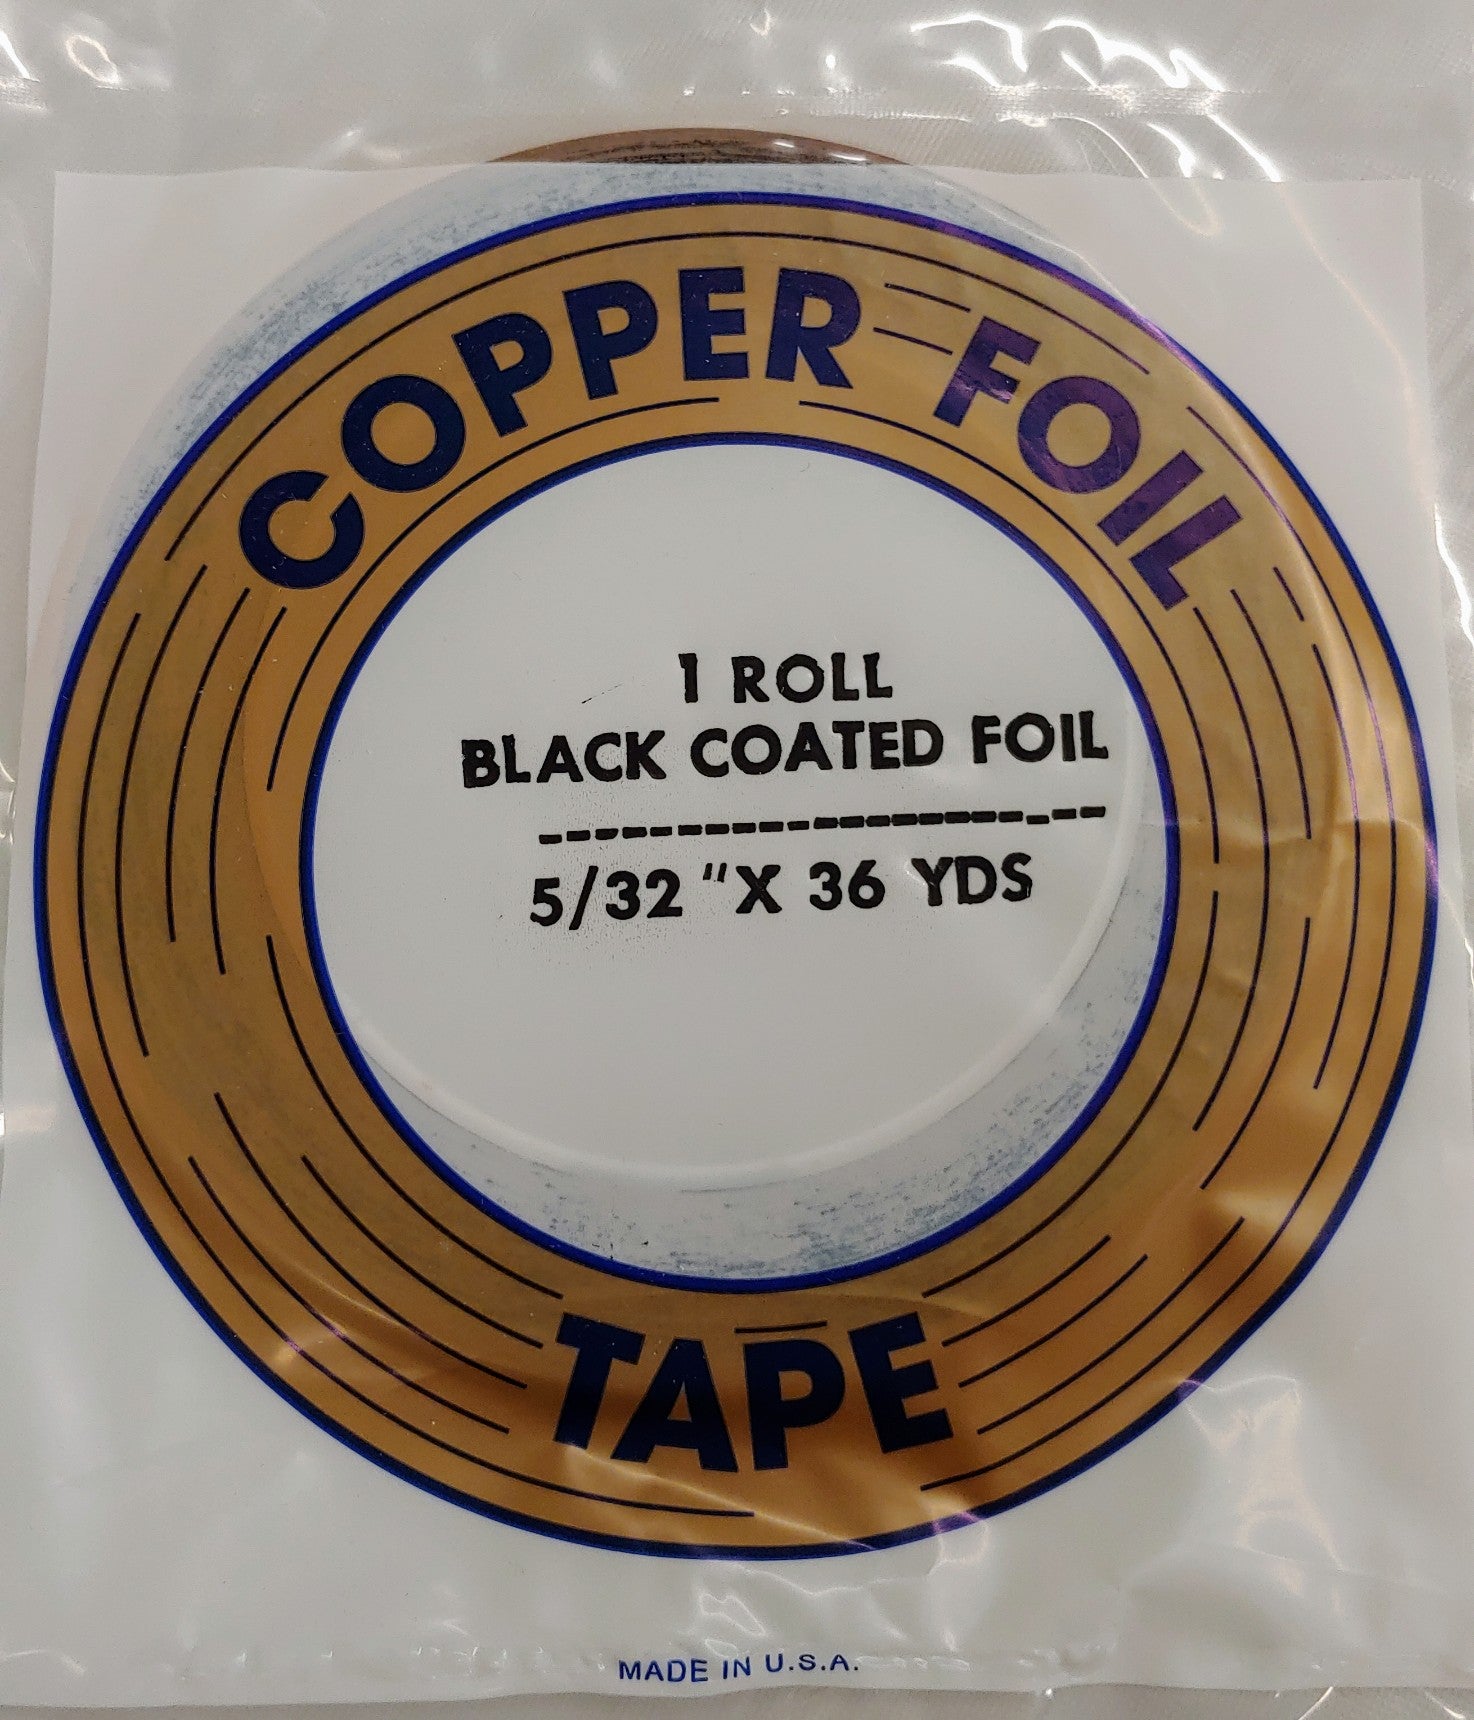 COPPER FOIL
1 ROLL
BLACK COATED FOIL
--------------------
5/32 "X 36 YDS
TAPE
MADE IN U.S.A.